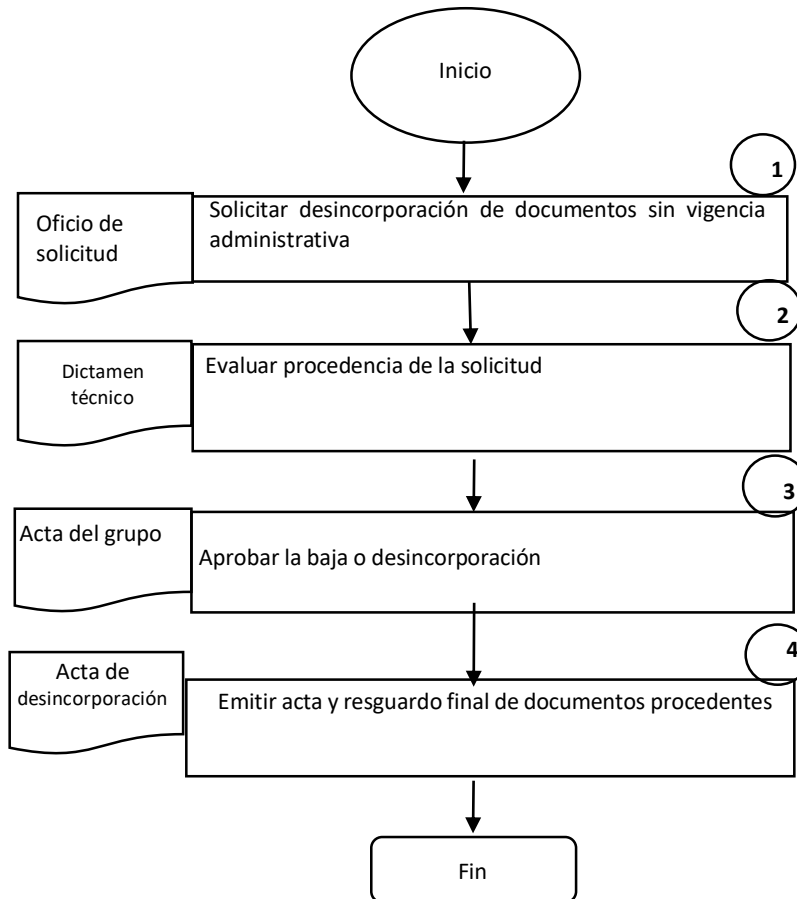 Inicio
1
Oficio de
solicitud
Solicitar desincorporación de documentos sin vigencia
administrativa
2
Dictamen
técnico
Evaluar procedencia de la solicitud
3
Acta del grupo
Aprobar la baja o desincorporación
4
Acta de
desincorporación
Emitir acta y resguardo final de documentos procedentes
Fin